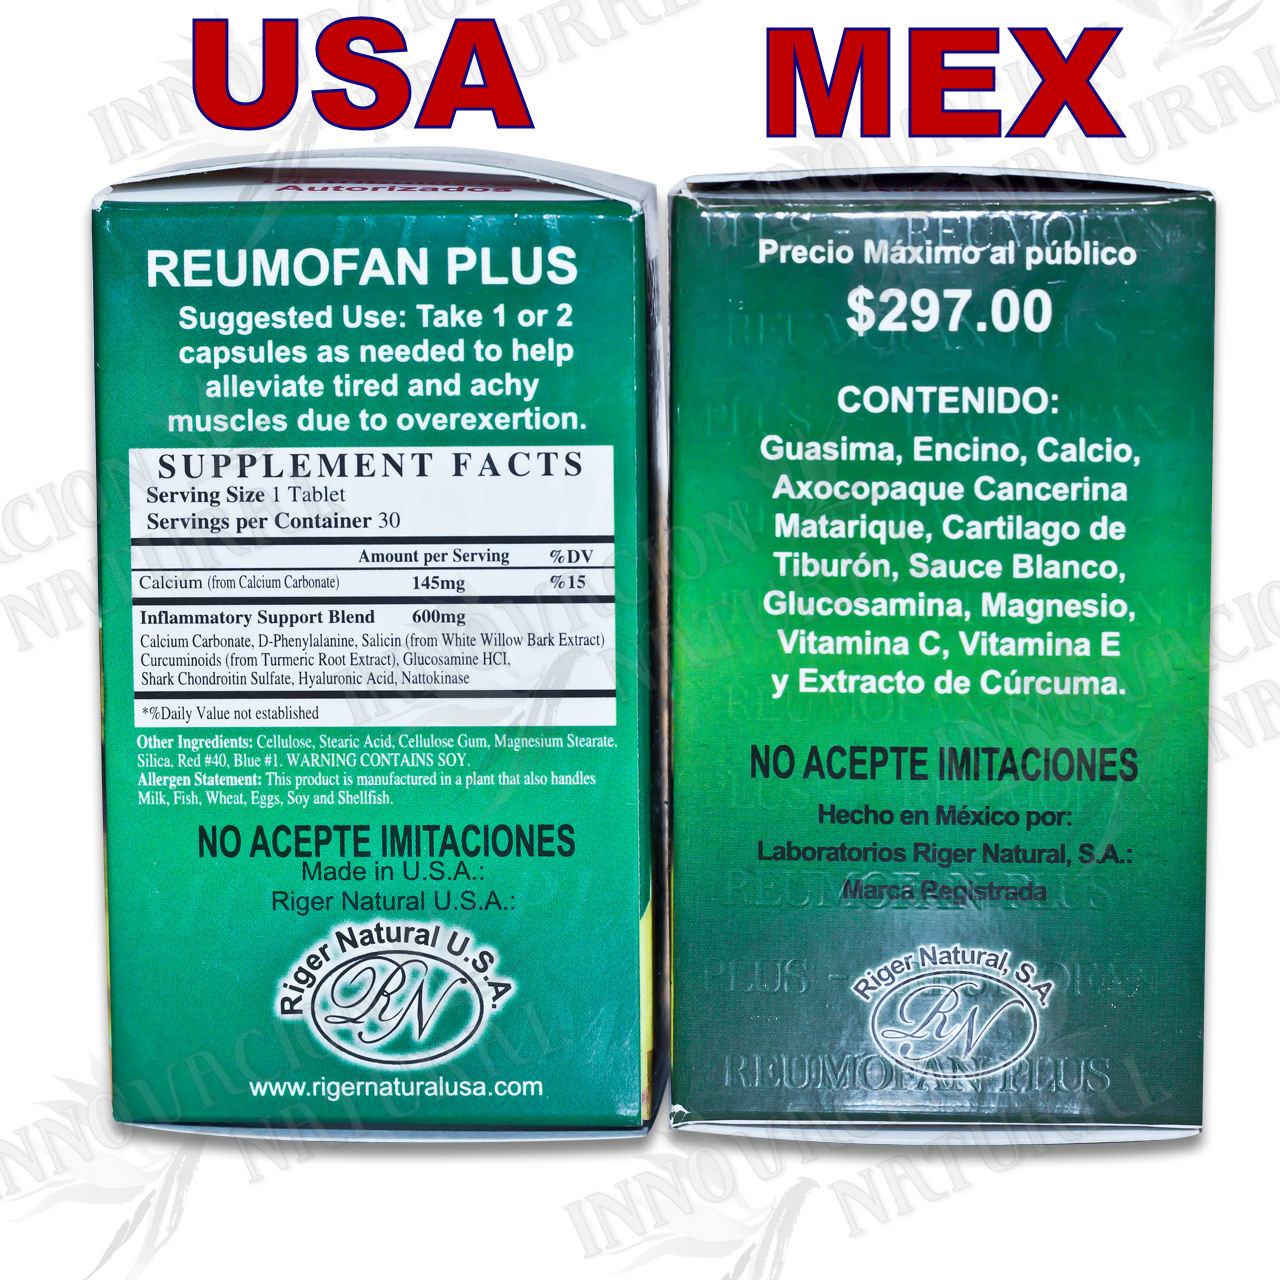 USA
MEX
Autorizados
REUMOFAN PLUS
Suggested Use: Take 1 or 2
capsules as needed to help
alleviate tired and achy
muscles due to overexertion.
SUPPLEMENT FACTS
Serving Size 1 Tablet
Servings per Container 30
Amount per Serving %DV
Calcium (from Calcium Carbonate) 145mg %15
Inflammatory Support Blend 600mg
Calcium Carbonate, D-Phenylalanine, Salicin (from White Willow Bark Extract)
Curcuminoids (from Turmeric Root Extract), Glucosamine HCI,
Shark Chondroitin Sulfate, Hyaluronic Acid, Nattokinase
*%Daily Value not established
Other Ingredients: Cellulose, Stearic Acid, Cellulose Gum, Magnesium Stearate,
Silica, Red #40, Blue #1. WARNING CONTAINS SOY.
Allergen Statement: This product is manufactured in a plant that also handles
Milk, Fish, Wheat, Eggs, Soy and Shellfish.
NO ACEPTE IMITACIONES
Made in U.S.A.:
Riger Natural U.S.A.:
Riger Natural U.S.A.
RN
www.rigernaturalusa.com
Precio Máximo al público
$297.00
CONTENIDO:
Guasima, Encino, Calcio,
Axocopaque Cancerina
Matarique, Cartilago de
Tiburón, Sauce Blanco,
Glucosamina, Magnesio,
Vitamina C, Vitamina E
y Extracto de Cúrcuma.
NO ACEPTE IMITACIONES
Hecho en México por:
Laboratorios Riger Natural, S.A.:
Marca Registrada
REUMOFAN PLUS
Riger Natural, S.A.
RN
REUMOFAN PLUS
INNOVACION
NATURAL